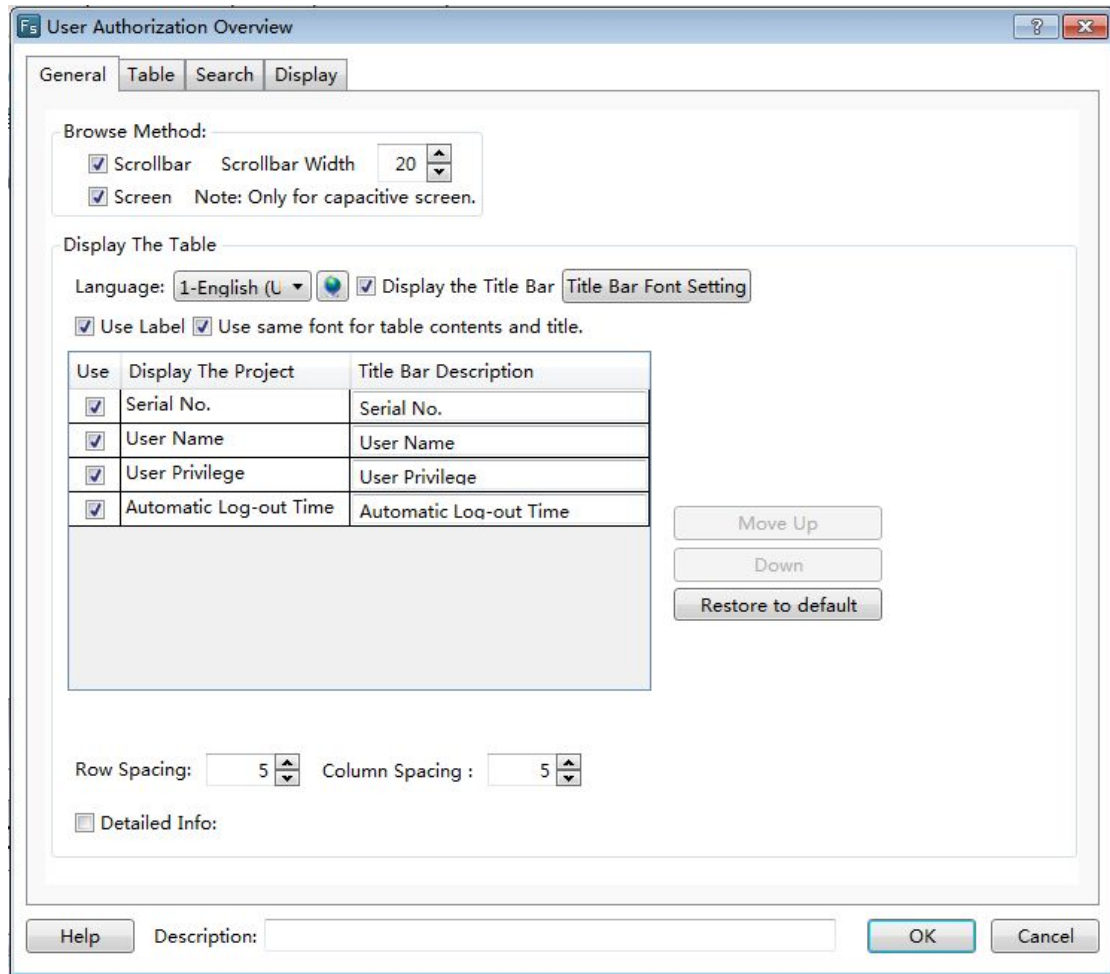 Fs User Authorization Overview
General Table Search Display
Browse Method:
Scrollbar Scrollbar Width 20
Screen Note: Only for capacitive screen.
Display The Table
Language: 1-English (U Display the Title Bar Title Bar Font Setting
Use Label Use same font for table contents and title.
Use Display The Project Title Bar Description
Serial No. Serial No.
User Name User Name
User Privilege User Privilege
Automatic Log-out Time Automatic Log-out Time
Move Up
Down
Restore to default
Row Spacing: 5 Column Spacing : 5
Detailed Info:
Help Description: OK Cancel